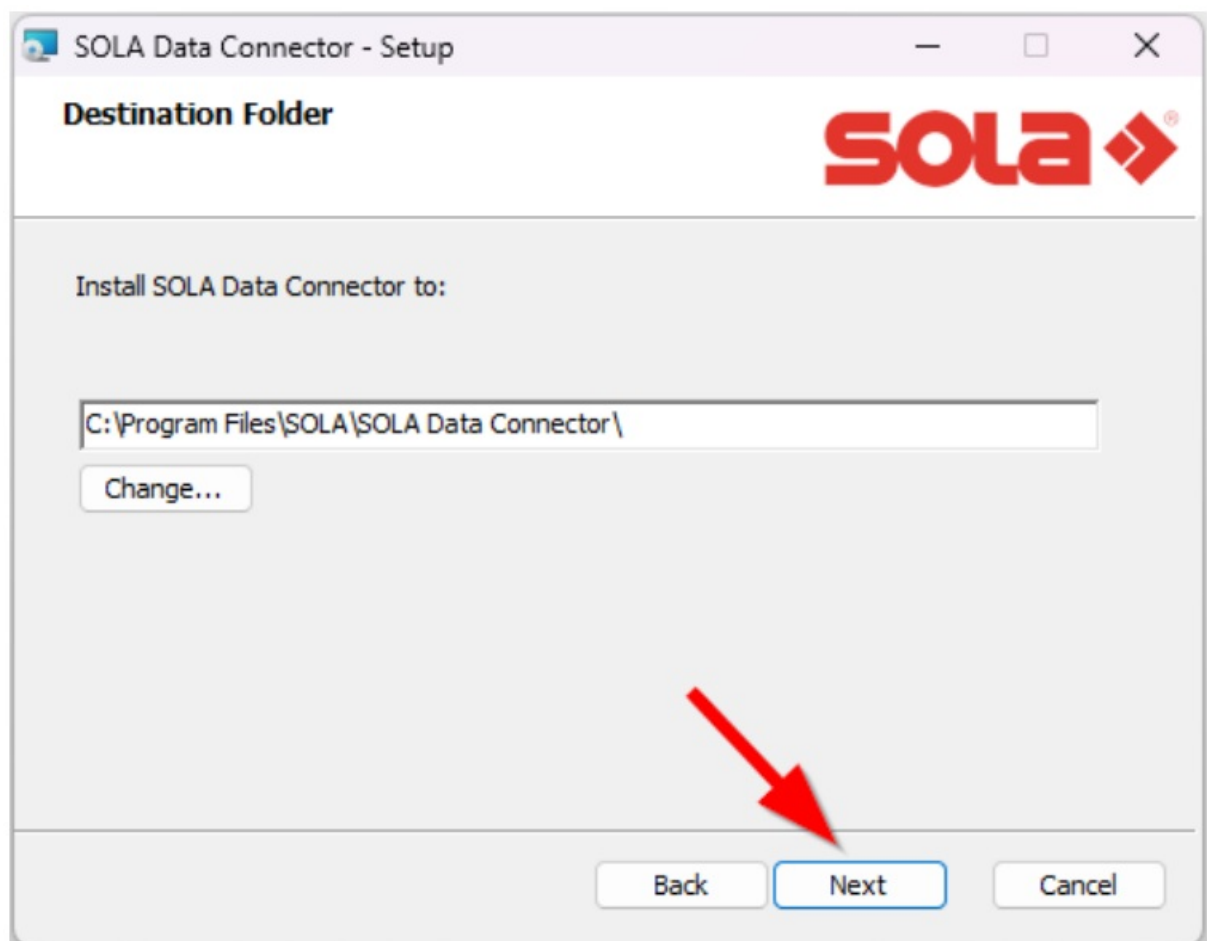 SOLA Data Connector - Setup
Destination Folder
sola ®
Install SOLA Data Connector to:
C:\Program Files\SOLA\SOLA Data Connector\
Change...
Back
Next
Cancel